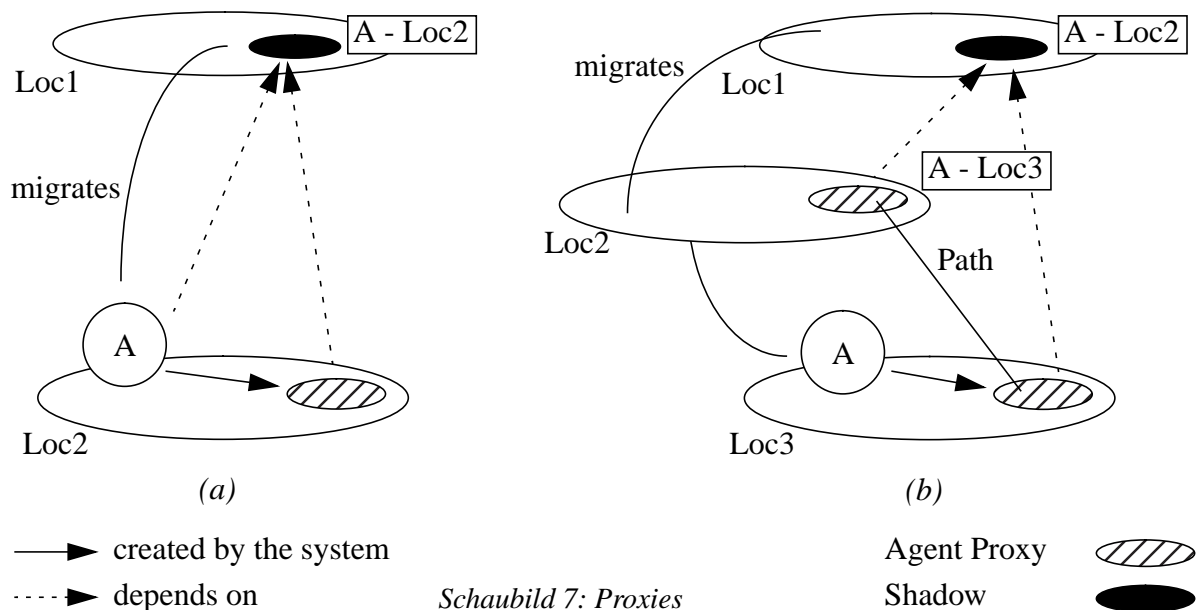 A - Loc2
Loc1
migrates
A
Loc2
(a)
A - Loc2
migrates
Loc1
A - Loc3
Loc2
Path
A
Loc3
(b)
created by the system
depends on
Schaubild 7: Proxies
Agent Proxy
Shadow